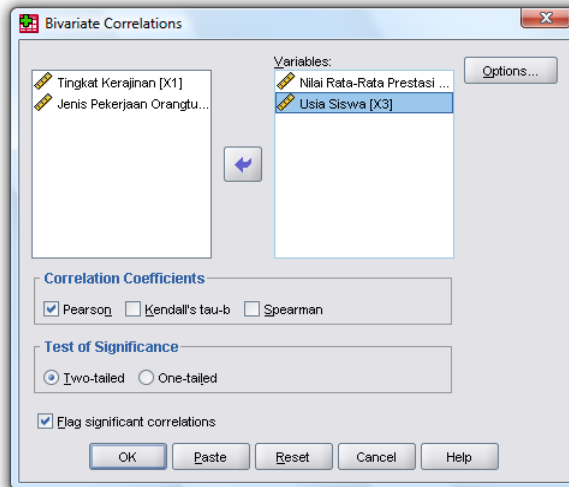 Bivariate Correlations
Variables:
Tingkat Kerajinan [X1]
Jenis Pekerjaan Orangtu...
Nilai Rata-Rata Prestasi ...
Usia Siswa [X3]
Options...
Correlation Coefficients
Pearson Kendall's tau-b Spearman
Test of Significance
Two-tailed One-tailed
Flag significant correlations
OK Paste Reset Cancel Help